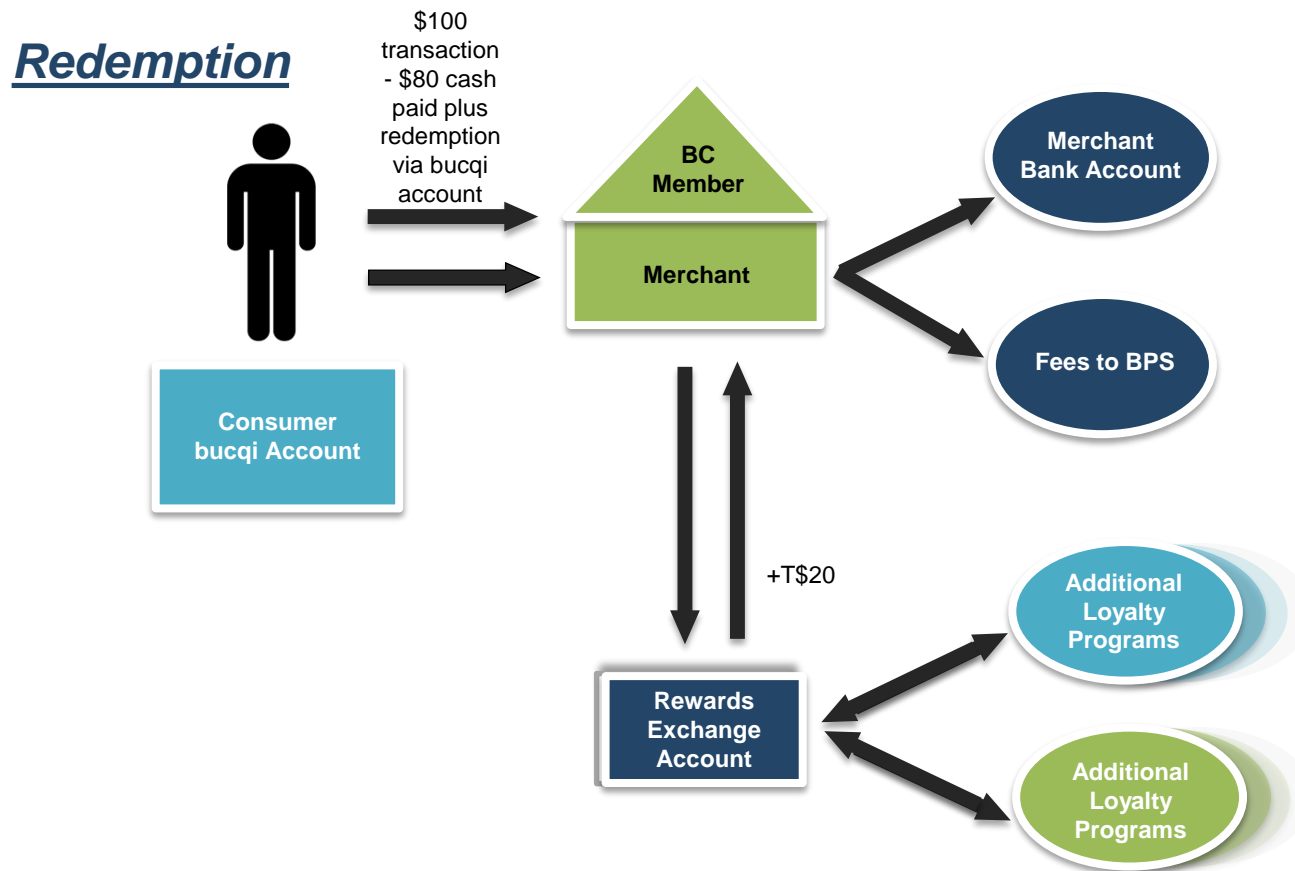 Redemption
$100
transaction
- $80 cash
paid plus
redemption
via bucqi
account
BC
Member
Merchant
Merchant
Bank Account
Fees to BPS
Consumer
bucqi Account
+T$20
Rewards
Exchange
Account
Additional
Loyalty
Programs
Additional
Loyalty
Programs